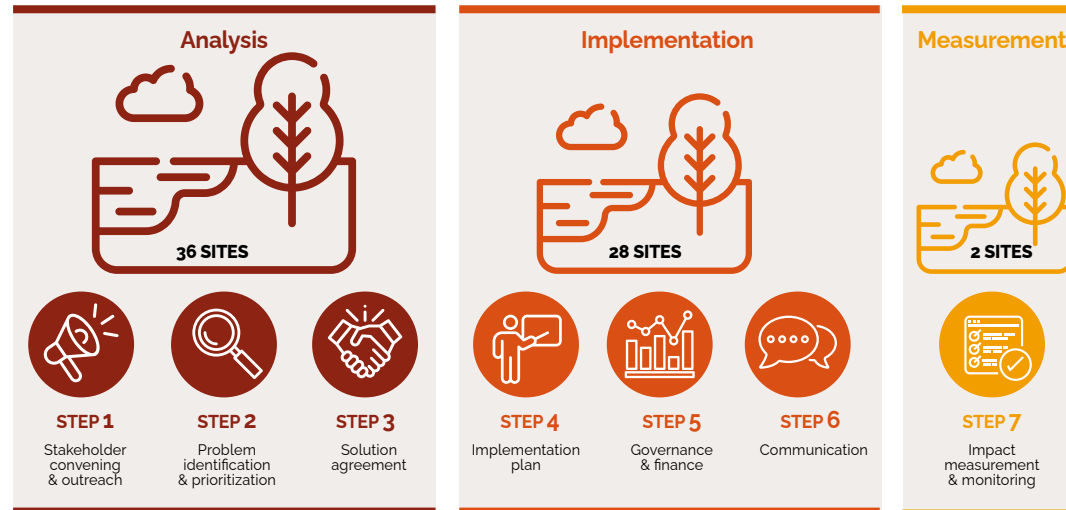 Analysis
36 SITES
STEP 1
Stakeholder
convening
& outreach
STEP 2
Problem
identification
& prioritization
STEP 3
Solution
agreement
Implementation
28 SITES
STEP 4
Implementation
plan
STEP 5
Governance
& finance
STEP 6
Communication
Measurement
2 SITES
STEP 7
Impact
measurement
& monitoring